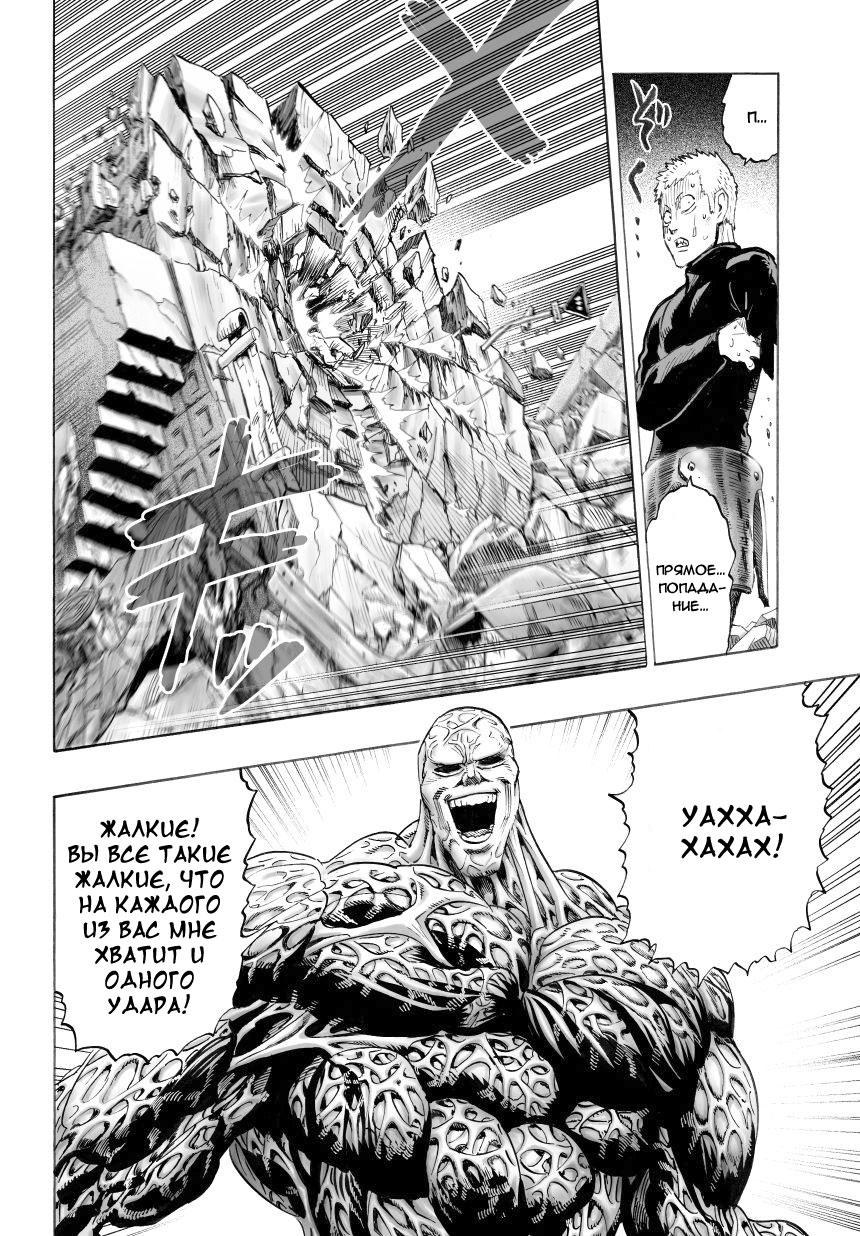 П...
ПРЯМОЕ...
ПОПАДА-
НИЕ...
УАХХА-
ХАХАХ!
ЖАЛКИЕ!
ВЫ ВСЕ ТАКИЕ
ЖАЛКИЕ, ЧТО
НА КАЖДОГО
ИЗ ВАС МНЕ
ХВАТИТ И
ОДНОГО
УДАРА!